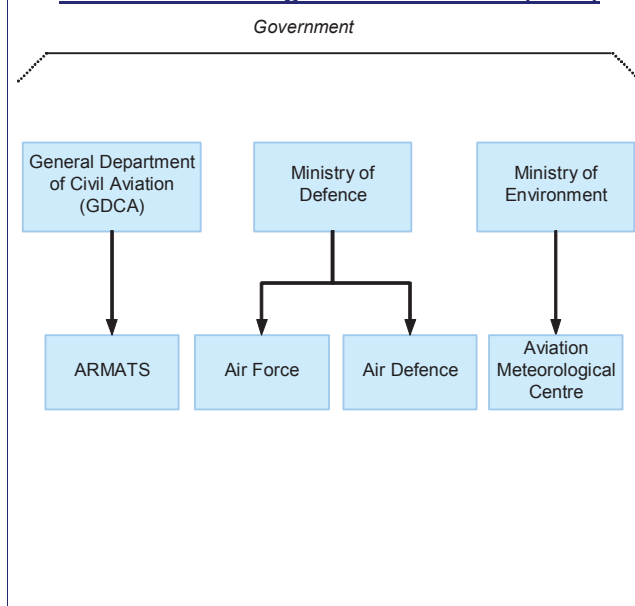 Government
General Department
of Civil Aviation
(GDCA)
Ministry of
Defence
Ministry of
Environment
ARMATS
Air Force
Air Defence
Aviation
Meteorological
Centre